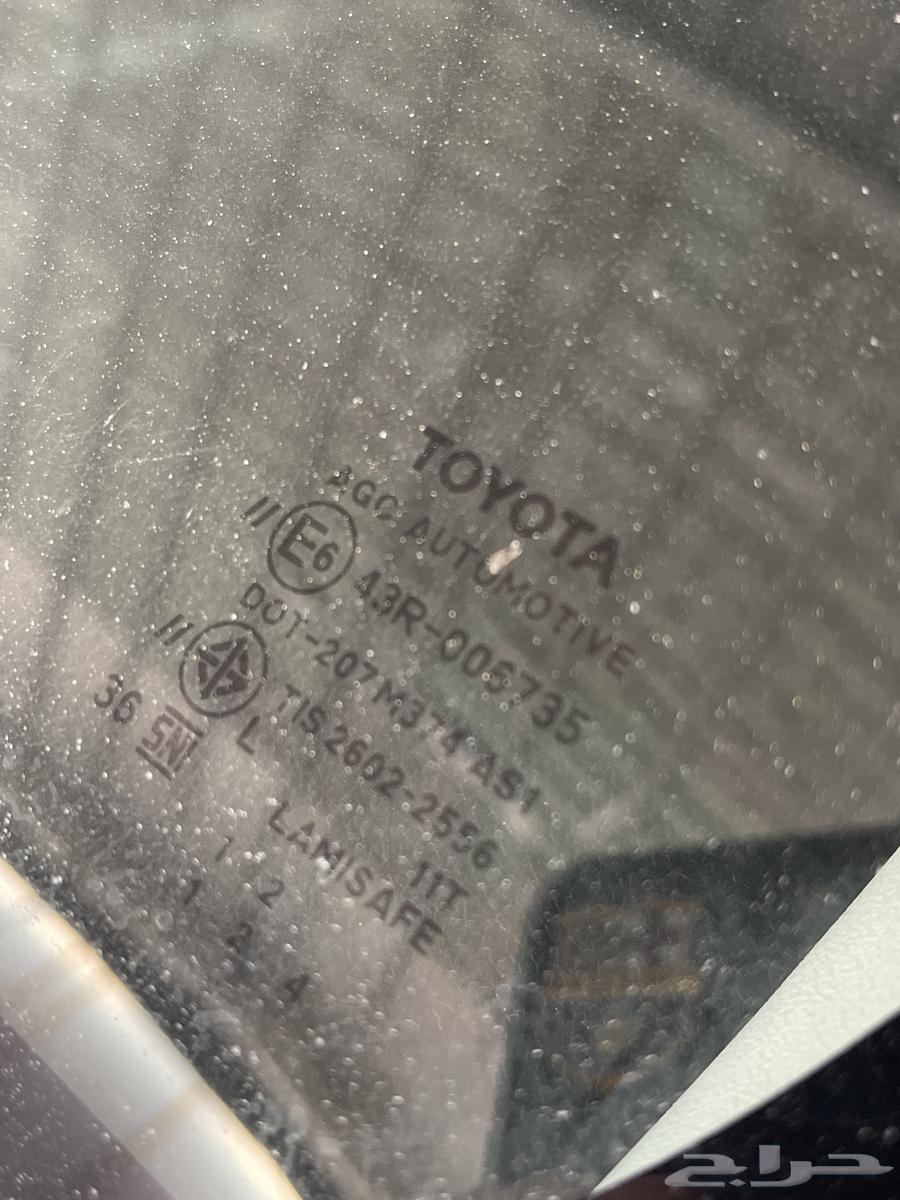 TOYOTA
AGC AUTOMOTIVE
// E6 43R-005735
DOT-207 M374 AS1
// TIS 2602-2556
L 11T
36 SNI LAMISAFE
1 2
1 2 4
حراج